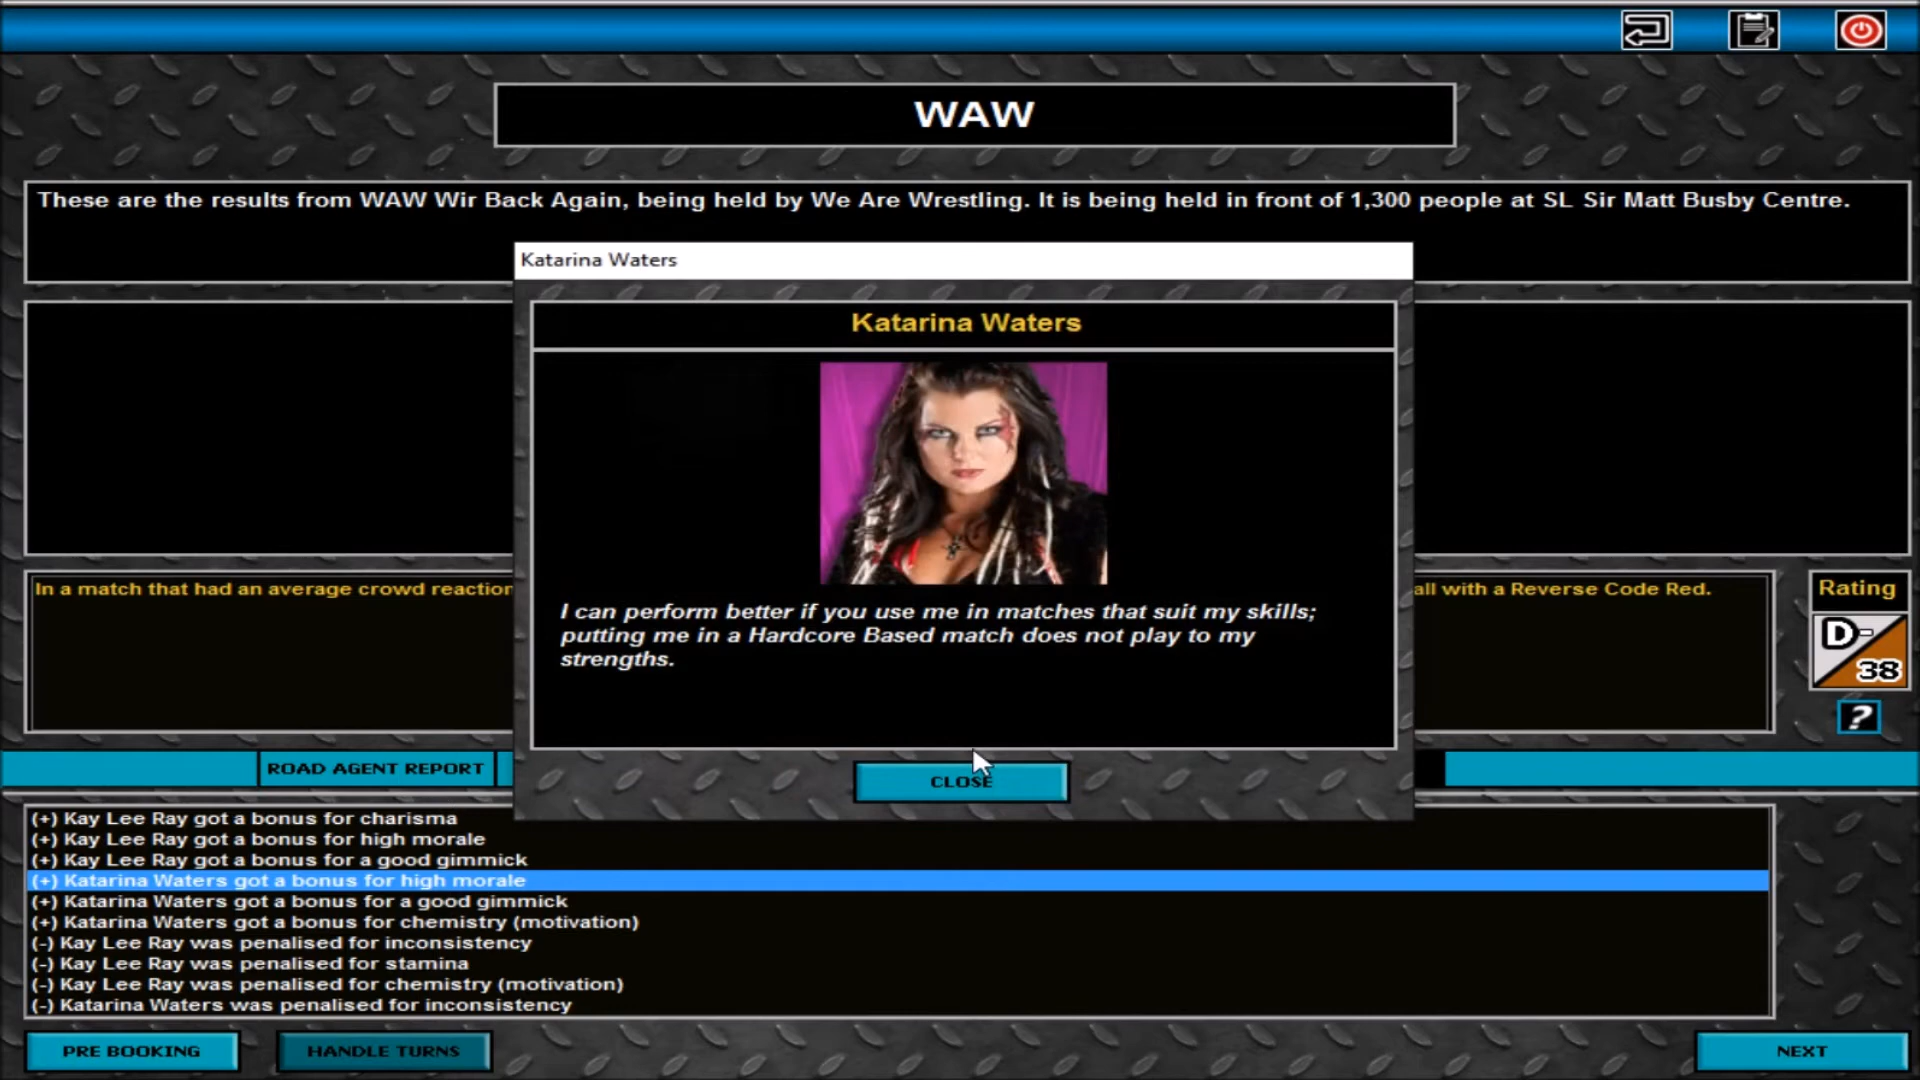 WAW
These are the results from WAW Wir Back Again, being held by We Are Wrestling. It is being held in front of 1,300 people at SL Sir Matt Busby Centre.
Katarina Waters
Katarina Waters
I can perform better if you use me in matches that suit my skills;
putting me in a Hardcore Based match does not play to my
strengths.
CLOSE
In a match that had an average crowd reaction
all with a Reverse Code Red.
Rating
D-
38
?
ROAD AGENT REPORT
(+) Kay Lee Ray got a bonus for charisma
(+) Kay Lee Ray got a bonus for high morale
(+) Kay Lee Ray got a bonus for a good gimmick
(+) Katarina Waters got a bonus for high morale
(+) Katarina Waters got a bonus for a good gimmick
(+) Katarina Waters got a bonus for chemistry (motivation)
(-) Kay Lee Ray was penalised for inconsistency
(-) Kay Lee Ray was penalised for stamina
(-) Kay Lee Ray was penalised for chemistry (motivation)
(-) Katarina Waters was penalised for inconsistency
PRE BOOKING
HANDLE TURNS
NEXT